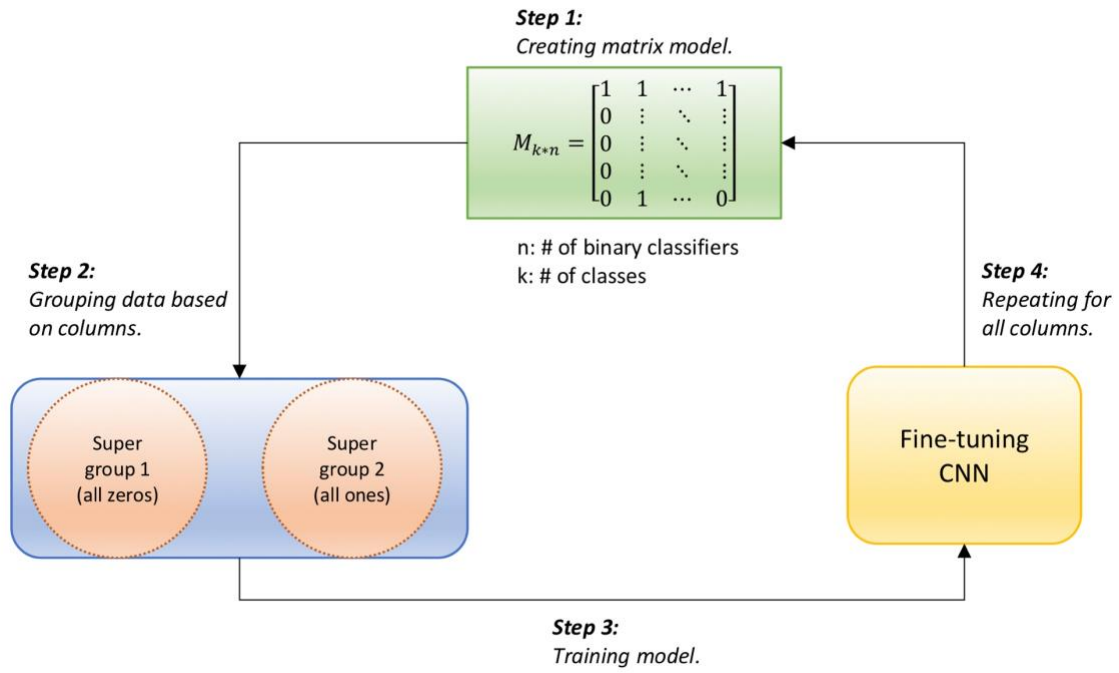 Step 1:
Creating matrix model.
1 1 ⋯ 1
0 ⋮ ⋱ ⋮
M_{k*n} = 0 ⋮ ⋱ ⋮
0 ⋮ ⋱ ⋮
0 1 ⋯ 0
n: # of binary classifiers
k: # of classes
Step 2:
Grouping data based
on columns.
Step 4:
Repeating for
all columns.
Super
group 1
(all zeros)
Super
group 2
(all ones)
Fine-tuning
CNN
Step 3:
Training model.